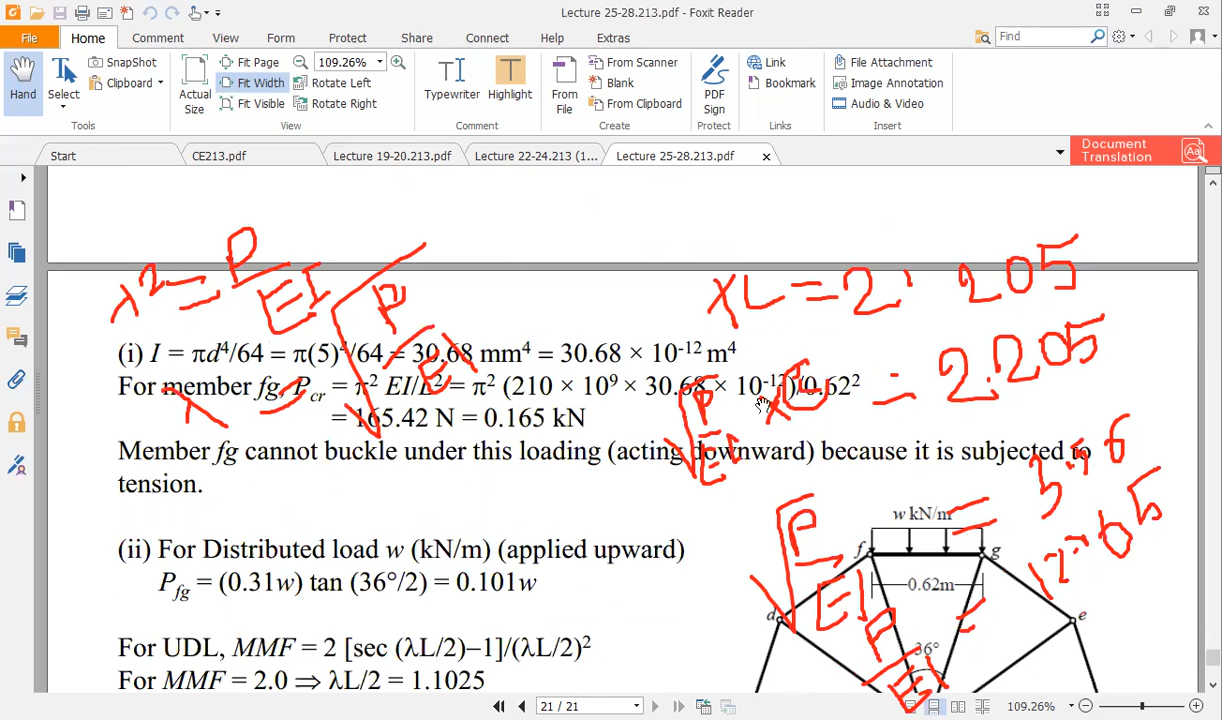 Lecture 25-28.213.pdf - Foxit Reader
File Home Comment View Form Protect Share Connect Help Extras Find
Hand
Select
SnapShot
Clipboard
Tools
Actual Size
Fit Page
Fit Width
Fit Visible
109.26%
Rotate Left
Rotate Right
View
Typewriter
Highlight
Comment
From File
From Scanner
Blank
From Clipboard
Create
PDF Sign
Protect
Link
Bookmark
Links
File Attachment
Image Annotation
Audio & Video
Insert
Start CE213.pdf Lecture 19-20.213.pdf Lecture 22-24.213 (1... Lecture 25-28.213.pdf
Document Translation
λ2 = P/EI
λ = √P/EI
λL = 2.205
(i) I = πd⁴/64 = π(5)⁴/64 = 30.68 mm⁴ = 30.68 × 10⁻¹² m⁴
For member fg, Pcr = π² EI/L² = π² (210 × 10⁹ × 30.68 × 10⁻¹²)/0.62²
= 165.42 N = 0.165 kN
= 2.205
Member fg cannot buckle under this loading (acting downward) because it is subjected to
tension.
√P/EI
√P/EI =
P/EI =
(ii) For Distributed load w (kN/m) (applied upward)
Pfg = (0.31w) tan (36°/2) = 0.101w
For UDL, MMF = 2 [sec (λL/2)−1]/(λL/2)²
For MMF = 2.0 ⇒ λL/2 = 1.1025
w kN/m
f g
0.62m
d e
36°
21 / 21
109.26%